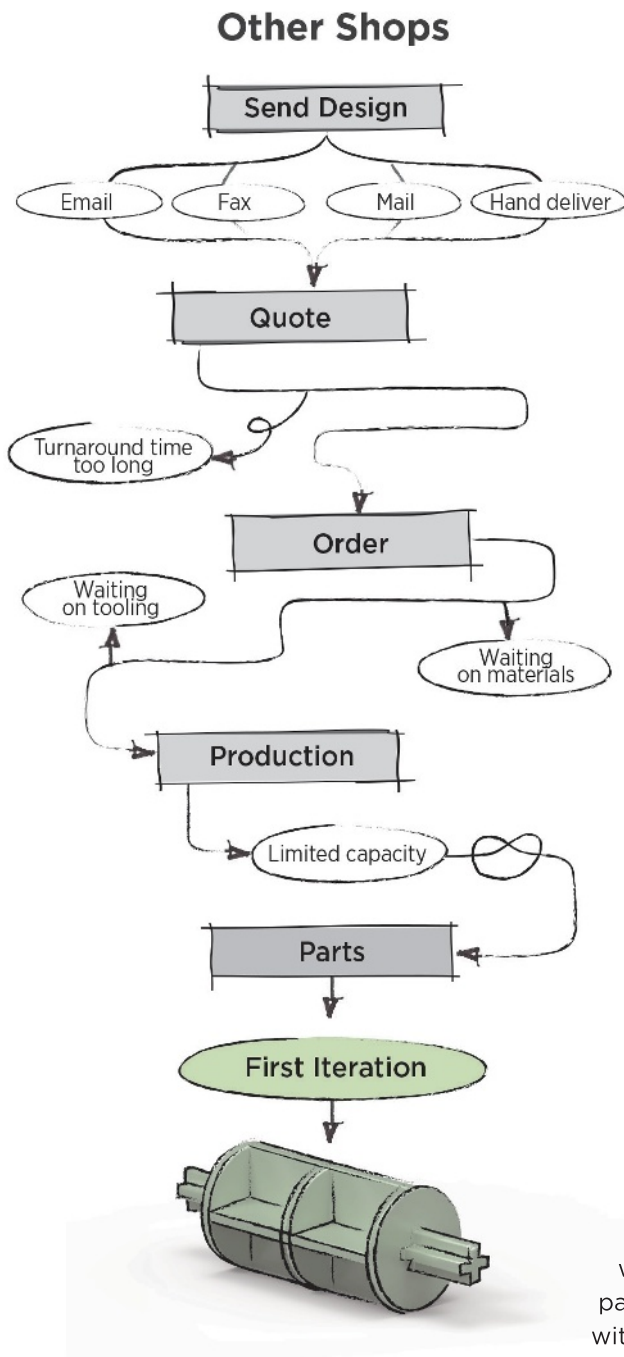 Other Shops
Send Design
Email
Fax
Mail
Hand deliver
Quote
Turnaround time
too long
Order
Waiting
on tooling
Waiting
on materials
Production
Limited capacity
Parts
First Iteration